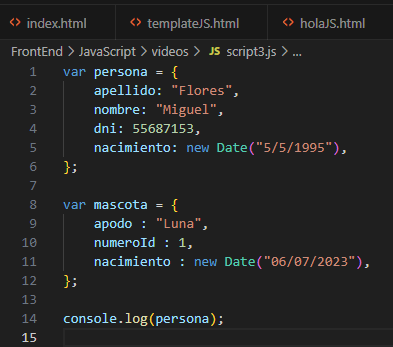 index.html templateJS.html holaJS.html
FrontEnd > JavaScript > videos > JS script3.js > ...
1 var persona = {
2 apellido: "Flores",
3 nombre: "Miguel",
4 dni: 55687153,
5 nacimiento: new Date("5/5/1995"),
6 };
7
8 var mascota = {
9 apodo : "Luna",
10 numeroId : 1,
11 nacimiento : new Date("06/07/2023"),
12 };
13
14 console.log(persona);
15